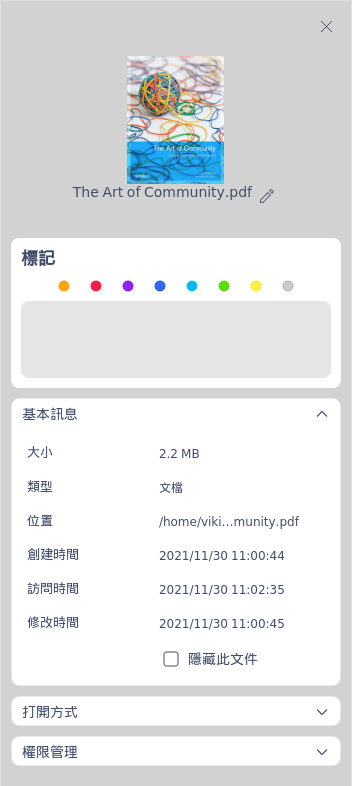 The Art of Community
The Art of Community.pdf
標記
基本訊息
大小 2.2 MB
類型 文檔
位置 /home/viki...munity.pdf
創建時間 2021/11/30 11:00:44
訪問時間 2021/11/30 11:02:35
修改時間 2021/11/30 11:00:45
隱藏此文件
打開方式
權限管理